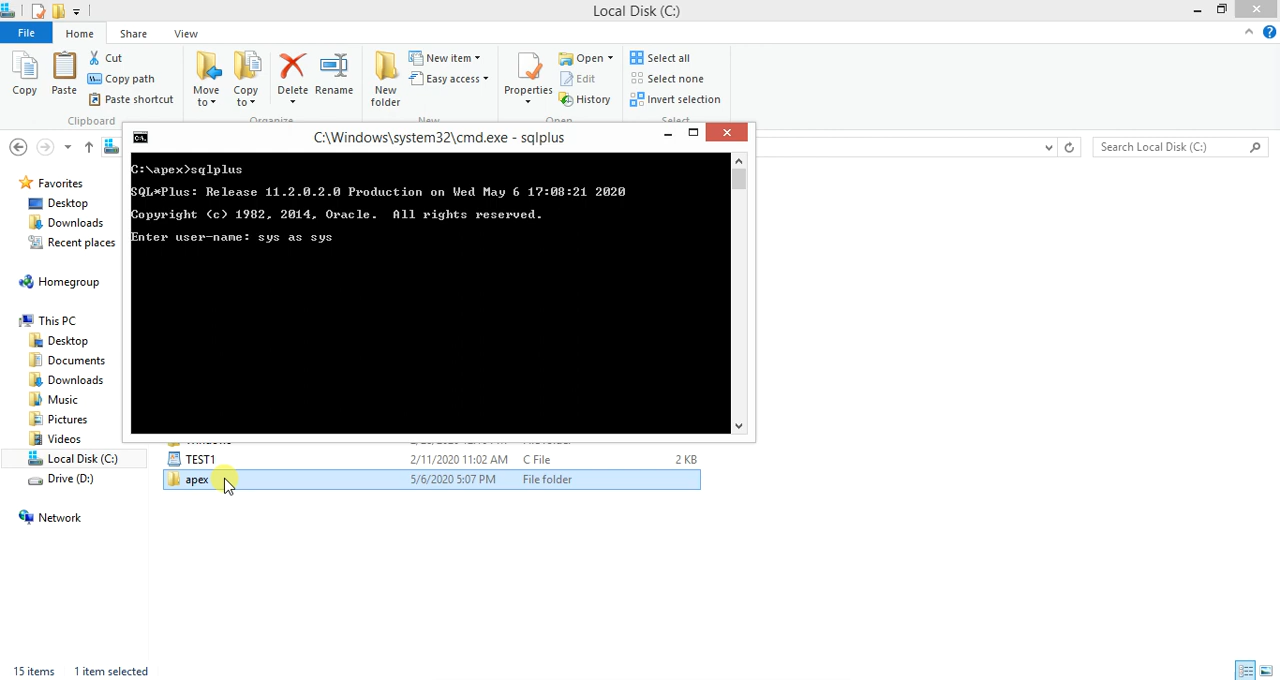 Local Disk (C:)
File Home Share View
Copy
Paste
Cut
Copy path
Paste shortcut
Clipboard
Move to
Copy to
Delete
Rename
Organize
New folder
New item
Easy access
New
Properties
Open
Edit
History
Open
Select all
Select none
Invert selection
Select
Search Local Disk (C:)
C:\Windows\system32\cmd.exe - sqlplus
C:\apex>sqlplus
SQL*Plus: Release 11.2.0.2.0 Production on Wed May 6 17:08:21 2020
Copyright (c) 1982, 2014, Oracle. All rights reserved.
Enter user-name: sys as sys
Favorites
Desktop
Downloads
Recent places
Homegroup
This PC
Desktop
Documents
Downloads
Music
Pictures
Videos
Local Disk (C:)
Drive (D:)
Network
TEST1 2/11/2020 11:02 AM C File 2 KB
apex 5/6/2020 5:07 PM File folder
15 items 1 item selected